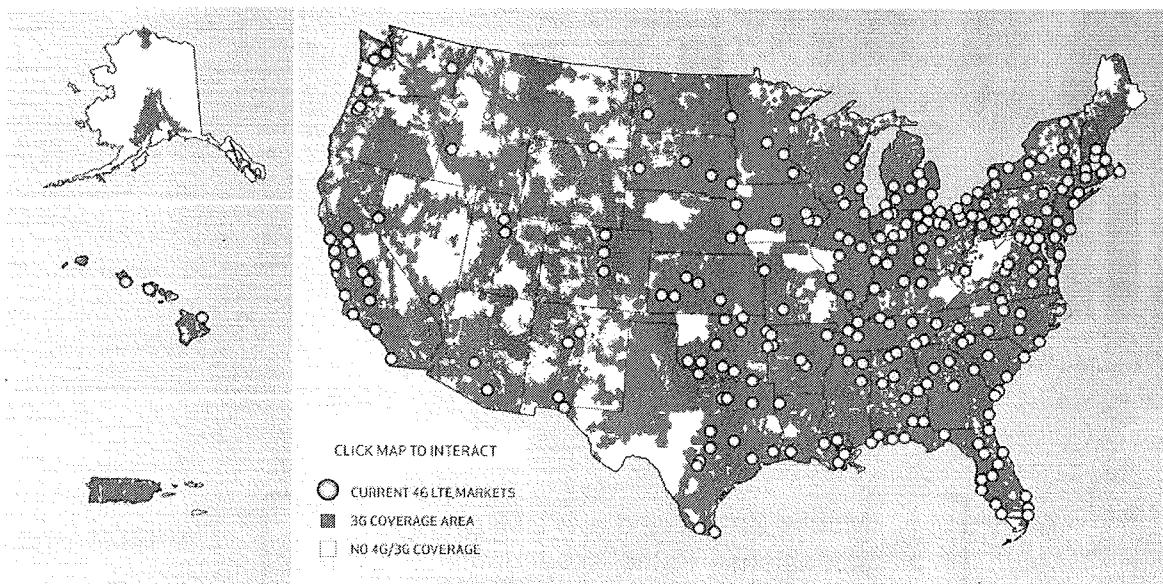 CLICK MAP TO INTERACT
CURRENT 4G LTE MARKETS
3G COVERAGE AREA
NO 4G/3G COVERAGE